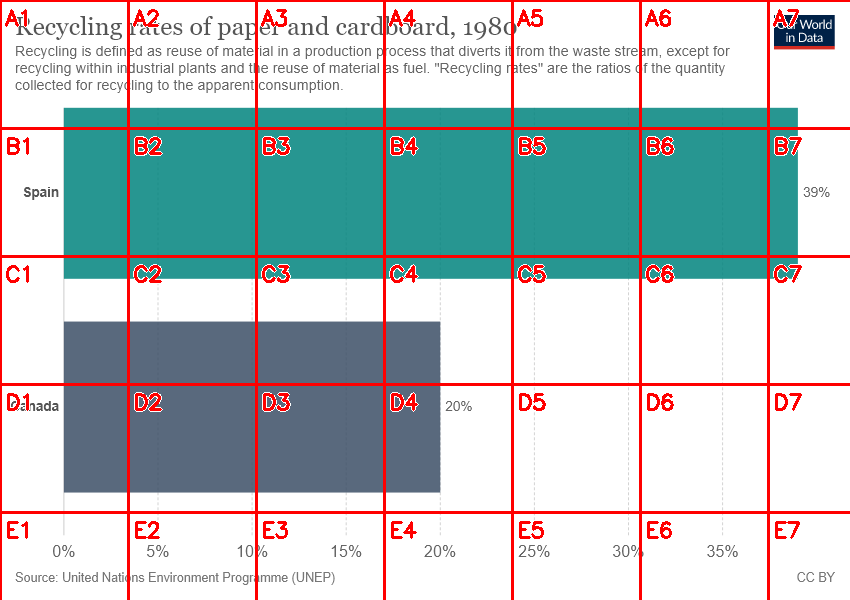 Recycling rates of paper and cardboard, 1980
Our World
in Data
Recycling is defined as reuse of material in a production process that diverts it from the waste stream, except for
recycling within industrial plants and the reuse of material as fuel. "Recycling rates" are the ratios of the quantity
collected for recycling to the apparent consumption.
Spain
39%
Canada
20%
0% 5% 10% 15% 20% 25% 30% 35%
Source: United Nations Environment Programme (UNEP)
CC BY
A1 A2 A3 A4 A5 A6 A7
B1 B2 B3 B4 B5 B6 B7
C1 C2 C3 C4 C5 C6 C7
D1 D2 D3 D4 D5 D6 D7
E1 E2 E3 E4 E5 E6 E7